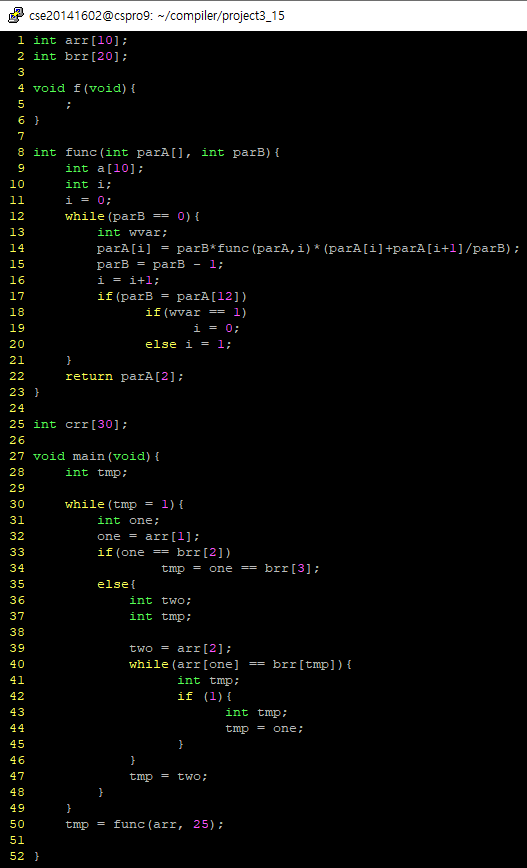 cse20141602@cspro9: ~/compiler/project3_15
1 int arr[10];
2 int brr[20];
3
4 void f(void){
5     ;
6 }
7
8 int func(int parA[], int parB){
9     int a[10];
10     int i;
11     i = 0;
12     while(parB == 0){
13         int wvar;
14         parA[i] = parB*func(parA,i)*(parA[i]+parA[i+1]/parB);
15         parB = parB - 1;
16         i = i+1;
17         if(parB = parA[12])
18               if(wvar == 1)
19                     i = 0;
20               else i = 1;
21     }
22     return parA[2];
23 }
24
25 int crr[30];
26
27 void main(void){
28     int tmp;
29
30     while(tmp = 1){
31         int one;
32         one = arr[1];
33         if(one == brr[2])
34                 tmp = one == brr[3];
35         else{
36             int two;
37             int tmp;
38
39             two = arr[2];
40             while(arr[one] == brr[tmp]){
41                   int tmp;
42                   if (1){
43                         int tmp;
44                         tmp = one;
45                   }
46             }
47             tmp = two;
48         }
49     }
50     tmp = func(arr, 25);
51
52 }